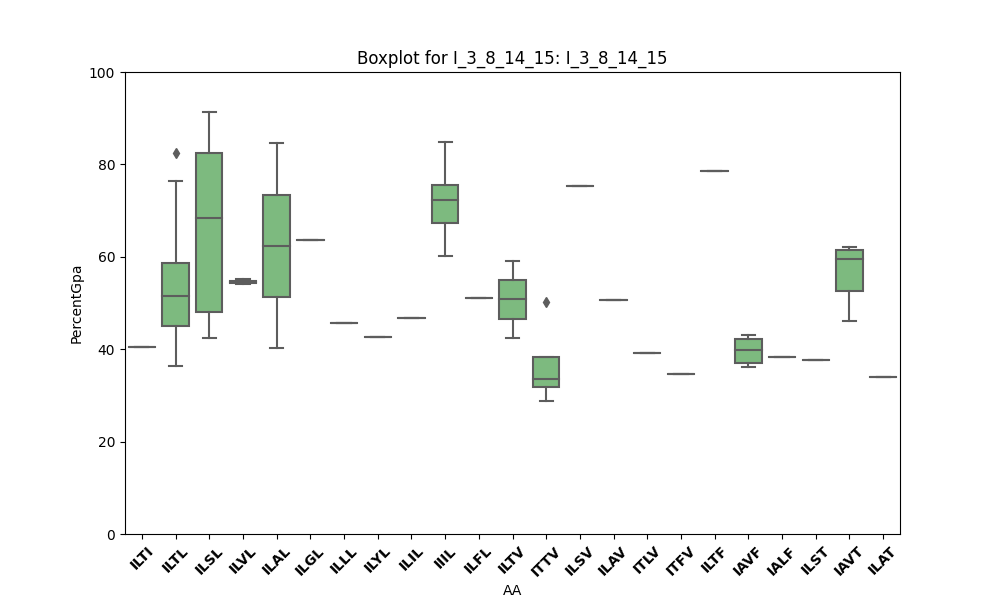 Boxplot for I_3_8_14_15: I_3_8_14_15
100
80
60
40
20
0
PercentGpa
ILTI ILTL ILSL ILVL ILAL ILGL ILLL ILYL ILIL IIIL ILFL ILTV ITTV ILSV ILAV ITLV ITFV ILTF IAVF IALF ILST IAVT ILAT
AA